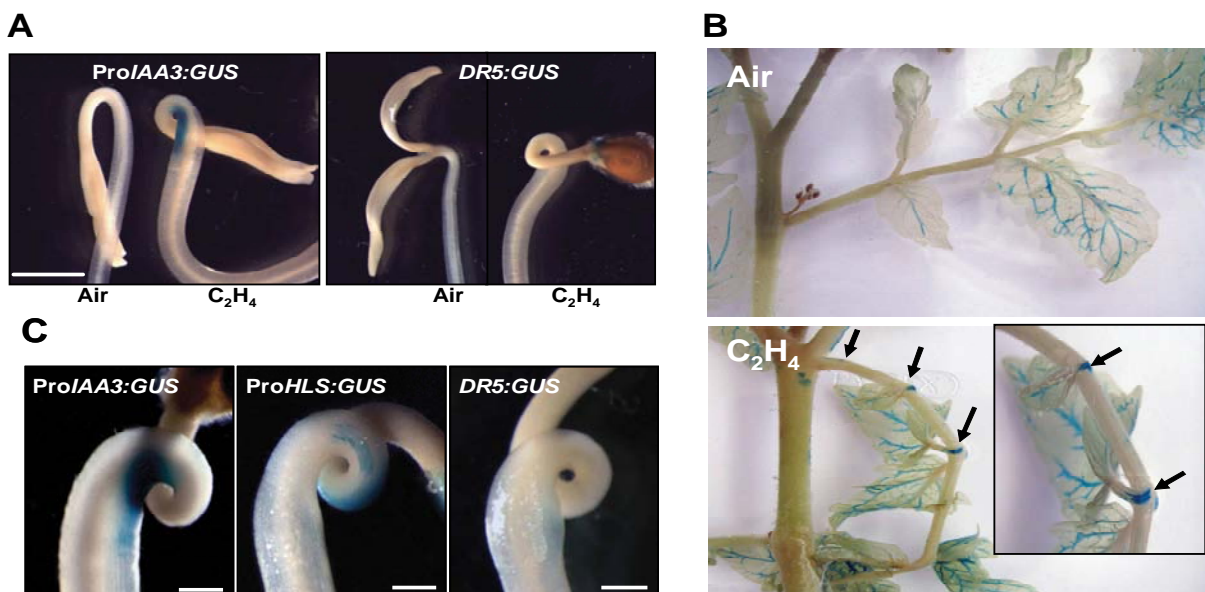 A
ProIAA3:GUS
DR5:GUS
Air
C₂H₄
Air
C₂H₄
B
Air
C₂H₄
C
ProIAA3:GUS
ProHLS:GUS
DR5:GUS